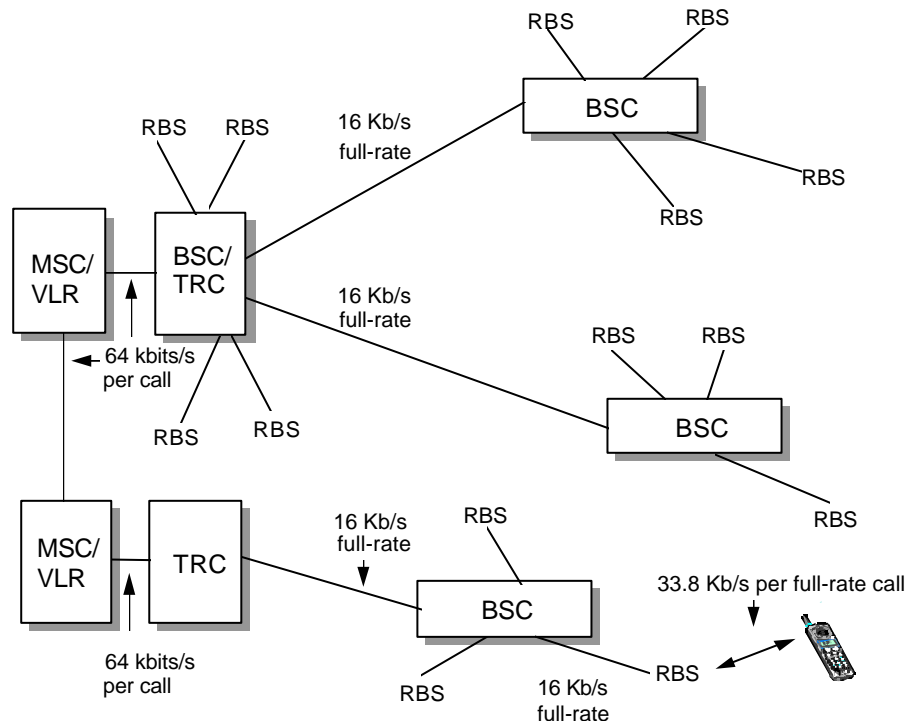 RBS
RBS
BSC
RBS
RBS
16 Kb/s
full-rate
RBS
RBS
MSC/
VLR
BSC/
TRC
64 kbits/s
per call
RBS
RBS
16 Kb/s
full-rate
RBS
RBS
BSC
RBS
MSC/
VLR
TRC
64 kbits/s
per call
16 Kb/s
full-rate
RBS
BSC
RBS
16 Kb/s
full-rate
RBS
33.8 Kb/s per full-rate call